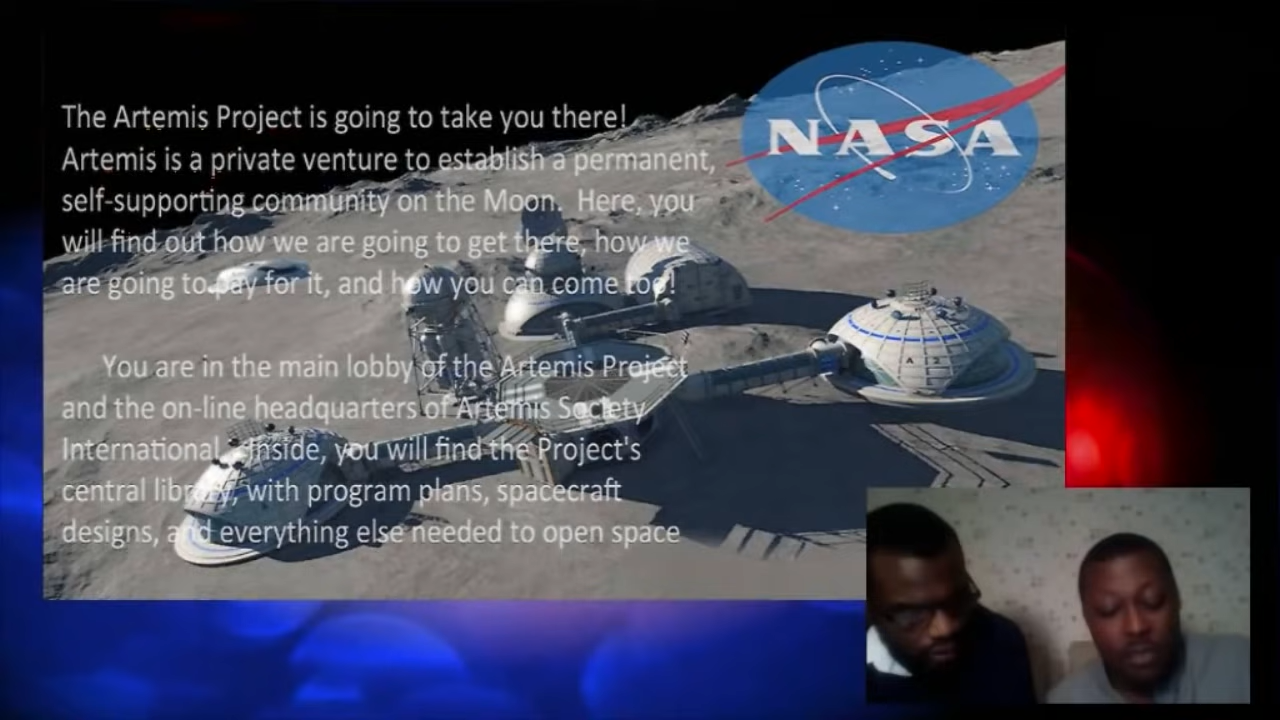 The Artemis Project is going to take you there!
Artemis is a private venture to establish a permanent,
self-supporting community on the Moon.  Here, you
will find out how we are going to get there, how we
are going to pay for it, and how you can come too!
You are in the main lobby of the Artemis Project
and the on-line headquarters of Artemis Society
International.  Inside, you will find the Project's
central library, with program plans, spacecraft
designs, and everything else needed to open space
NASA